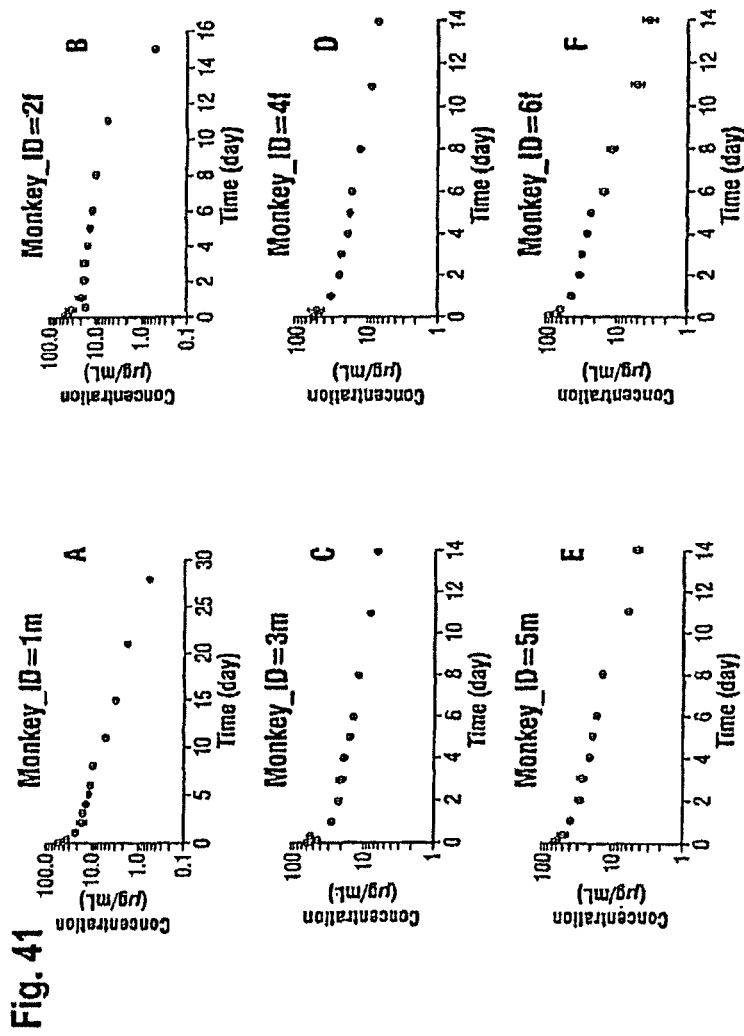 Fig. 41
Monkey_ID=1m
A
Concentration
(µg/mL)
100.0
10.0
1.0
0.1
0 5 10 15 20 25 30
Time (day)
Monkey_ID=2f
B
Concentration
(µg/mL)
100.0
10.0
1.0
0.1
0 2 4 6 8 10 12 14 16
Time (day)
Monkey_ID=3m
C
Concentration
(µg/mL)
100
10
1
0 2 4 6 8 10 12 14
Time (day)
Monkey_ID=4f
D
Concentration
(µg/mL)
100
10
1
0 2 4 6 8 10 12 14
Time (day)
Monkey_ID=5m
E
Concentration
(µg/mL)
100
10
1
0 2 4 6 8 10 12 14
Time (day)
Monkey_ID=6f
F
Concentration
(µg/mL)
100
10
1
0 2 4 6 8 10 12 14
Time (day)